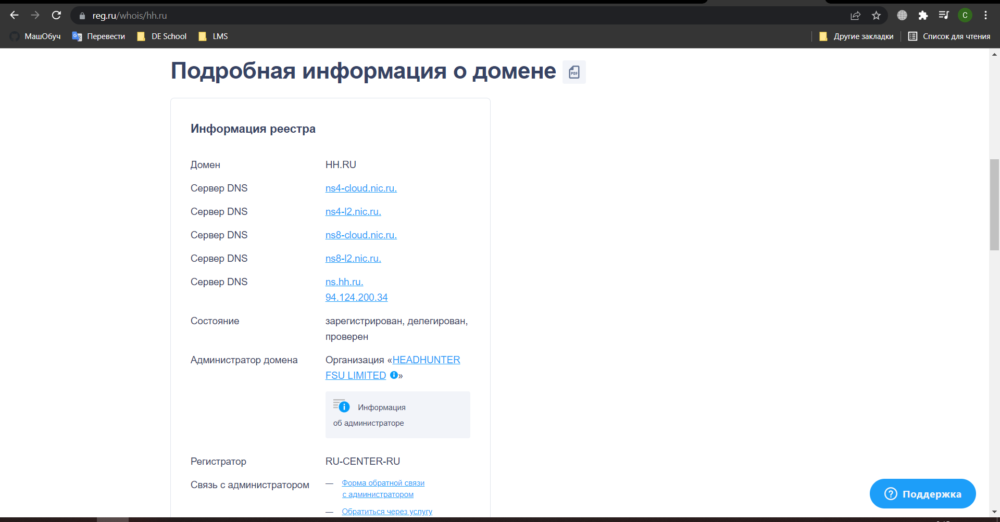 reg.ru/whois/hh.ru
C
МашОбуч
Перевести
DE School
LMS
Другие закладки
Список для чтения
Подробная информация о домене
PDF
Информация реестра
Домен HH.RU
Сервер DNS ns4-cloud.nic.ru.
Сервер DNS ns4-l2.nic.ru.
Сервер DNS ns8-cloud.nic.ru.
Сервер DNS ns8-l2.nic.ru.
Сервер DNS ns.hh.ru.
94.124.200.34
Состояние зарегистрирован, делегирован,
проверен
Администратор домена Организация «HEADHUNTER
FSU LIMITED »
Информация
об администраторе
Регистратор RU-CENTER-RU
Связь с администратором — Форма обратной связи
с администратором
— Обратиться через услугу
Поддержка